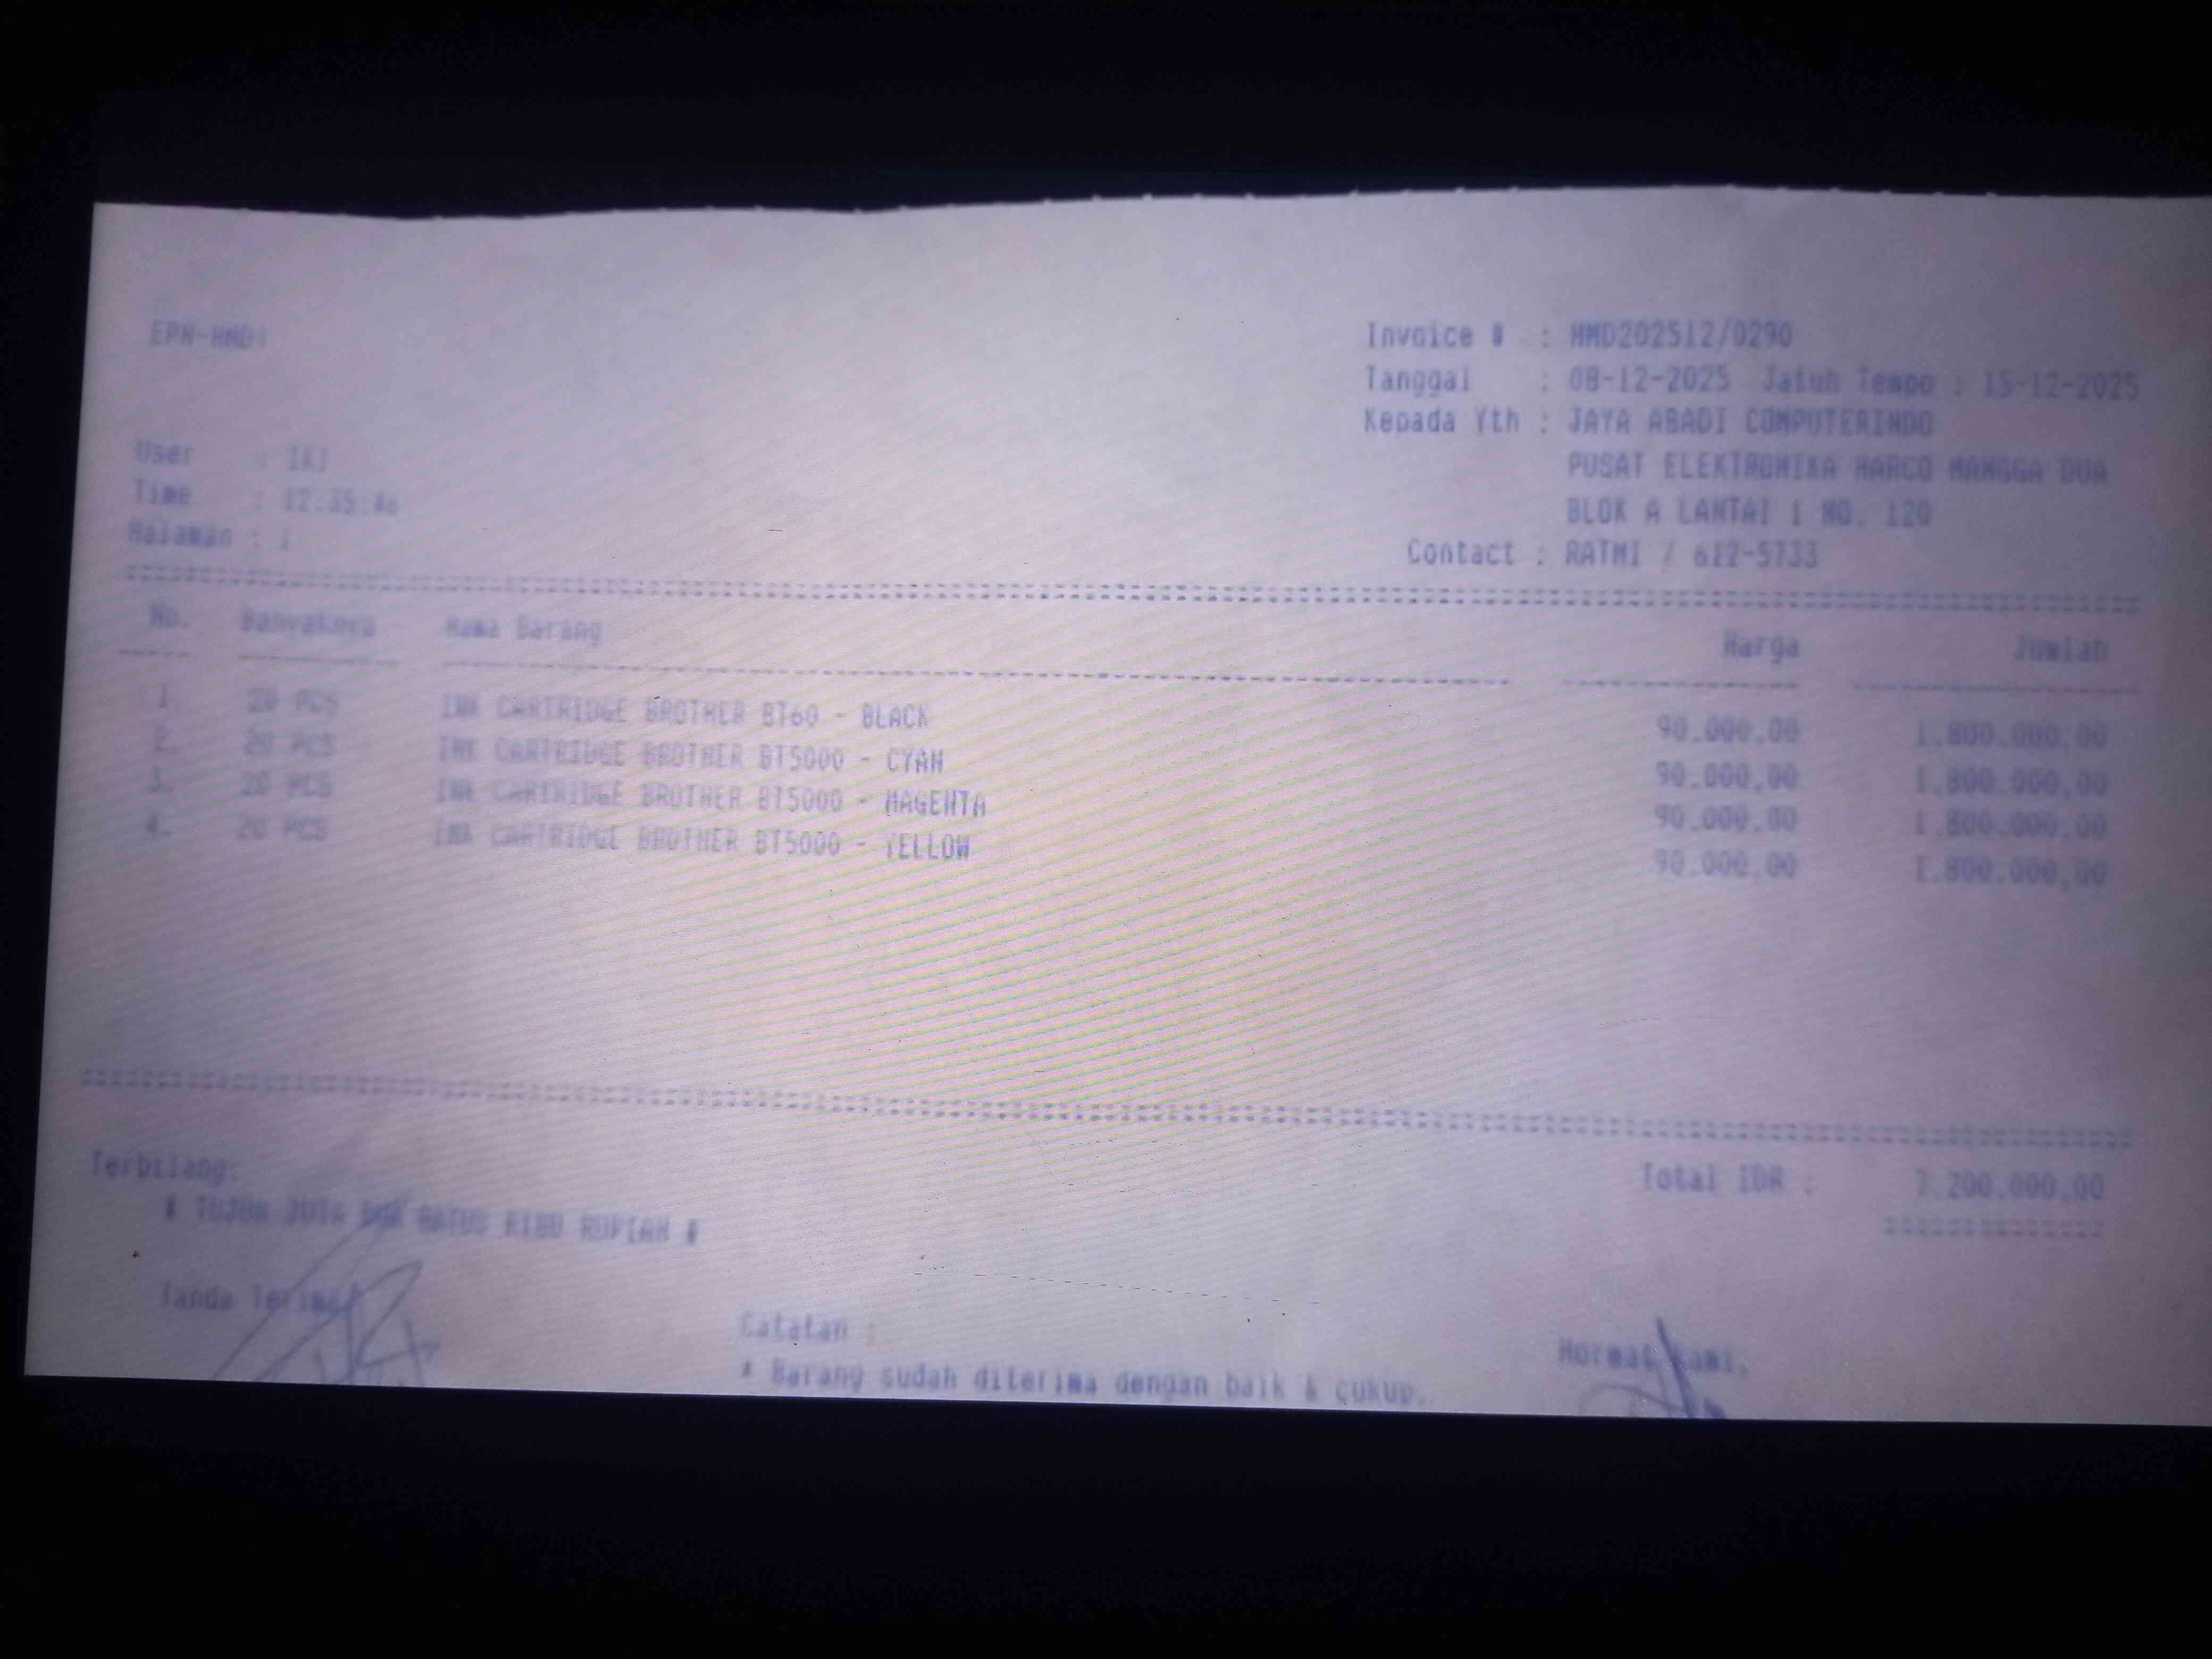 Invoice # : HMD202512/0290
Tanggal : 08-12-2025 Jatuh Tempo : 15-12-2025
Kepada Yth : JAYA ABADI COMPUTERINDO
PUSAT ELEKTRONIKA HARCO MANGGA DUA
BLOK A LANTAI 1 NO. 120
Contact : RATMI / 612-5733
User :
Time : 12:35:46
Halaman : 1
No. Banyaknya Nama Barang Harga Jumlah
1. 20 PCS INK CARTRIDGE BROTHER BT60 - BLACK 90.000,00 1.800.000,00
2. 20 PCS INK CARTRIDGE BROTHER BT5000 - CYAN 90.000,00 1.800.000,00
3. 20 PCS INK CARTRIDGE BROTHER BT5000 - MAGENTA 90.000,00 1.800.000,00
4. 20 PCS INK CARTRIDGE BROTHER BT5000 - YELLOW 90.000,00 1.800.000,00
Terbilang: Total IDR : 7.200.000,00
# TUJUH JUTA DUA RATUS RIBU RUPIAH #
Tanda Terima
Catatan :
* Barang sudah diterima dengan baik & cukup.
Hormat kami,